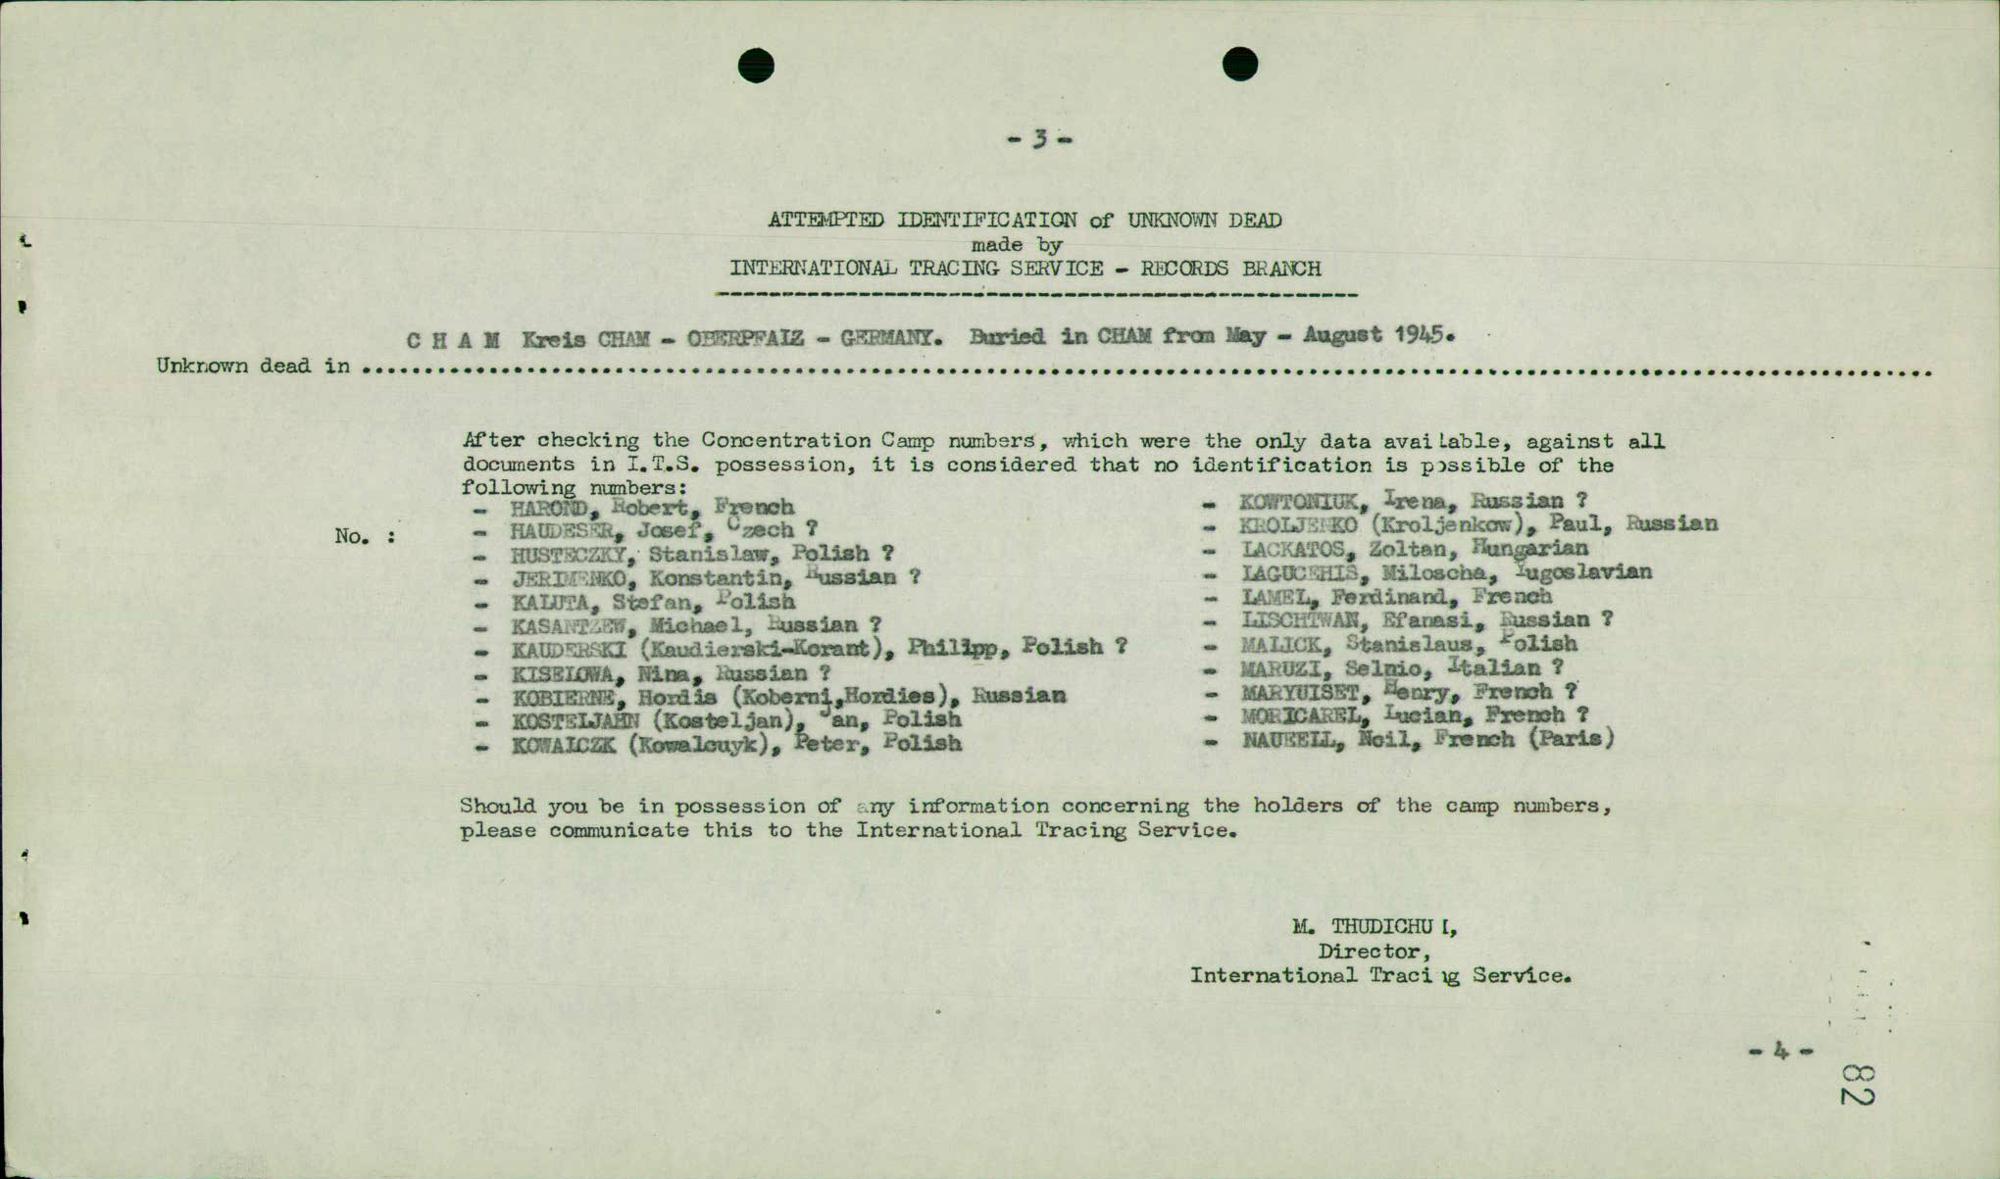 - 3 -
ATTEMPTED IDENTIFICATION of UNKNOWN DEAD
made by
INTERNATIONAL TRACING SERVICE - RECORDS BRANCH
C H A M Kreis CHAM - OBERPFALZ - GERMANY. Buried in CHAM from May - August 1945.
Unknown dead in
After checking the Concentration Camp numbers, which were the only data available, against all
documents in I.T.S. possession, it is considered that no identification is possible of the
following numbers:
No. :
- HAROND, Robert, French
- HAUDESER, Josef, Czech ?
- HUSTECZKY, Stanislaw, Polish ?
- JERIMENKO, Konstantin, Russian ?
- KALUTA, Stefan, Polish
- KASANTZEW, Michael, Russian ?
- KAUDERSKI (Kaudierski-Korant), Philipp, Polish ?
- KISELOWA, Nina, Russian ?
- KOBIERNE, Hordis (Koberni,Hordies), Russian
- KOSTELJAHN (Kosteljan), Jan, Polish
- KOWALCZK (Kowalcuyk), Peter, Polish
- KOWTONIUK, Irena, Russian ?
- KROLJENKO (Kroljenkow), Paul, Russian
- LACKATOS, Zoltan, Hungarian
- LAGUCEHIS, Miloscha, Yugoslavian
- LAMEL, Ferdinand, French
- LISCHTWAN, Efanasi, Russian ?
- MALICK, Stanislaus, Polish
- MARUZI, Selmio, Italian ?
- MARYUISET, Henry, French ?
- MORICAREL, Lucian, French ?
- NAURELL, Neil, French (Paris)
Should you be in possession of any information concerning the holders of the camp numbers,
please communicate this to the International Tracing Service.
M. THUDICHUM,
Director,
International Tracing Service.
- 4 -
82